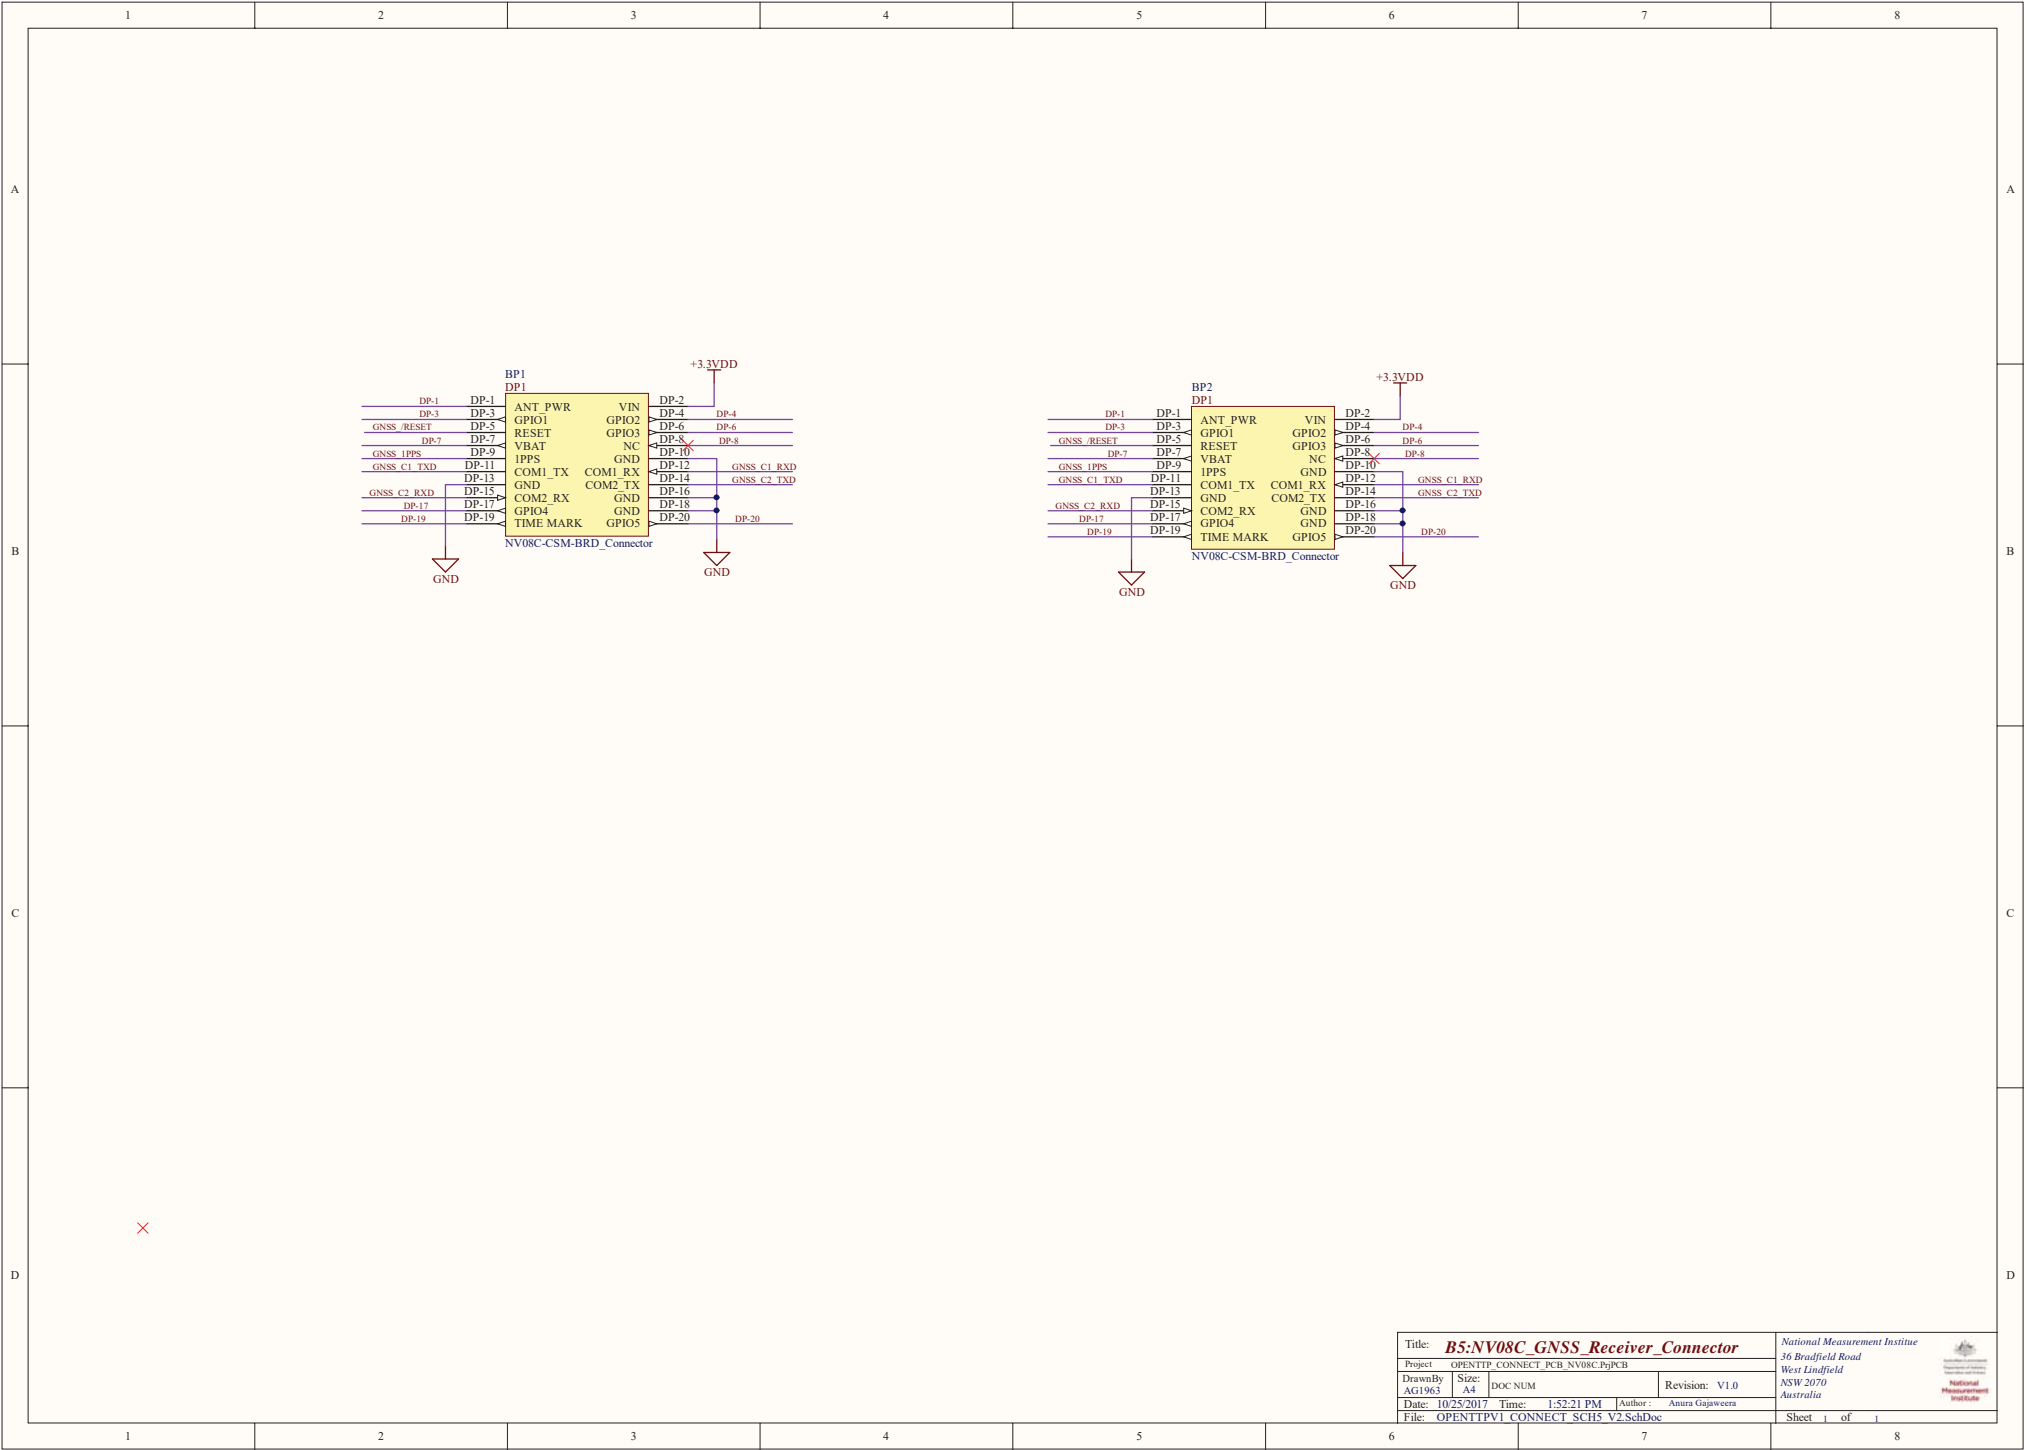 1 2 3 4 5 6 7 8
A A
B B
C C
D D
BP1
DP1
+3.3VDD
DP-1 DP-1 ANT_PWR VIN DP-2
DP-3 DP-3 GPIO1 GPIO2 DP-4 DP-4
GNSS_/RESET DP-5 RESET GPIO3 DP-6 DP-6
DP-7 DP-7 VBAT NC DP-8 DP-8
GNSS_1PPS DP-9 1PPS GND DP-10
GNSS_C1_TXD DP-11 COM1_TX COM1_RX DP-12 GNSS_C1_RXD
DP-13 GND COM2_TX DP-14 GNSS_C2_TXD
GNSS_C2_RXD DP-15 COM2_RX GND DP-16
DP-17 DP-17 GPIO4 GND DP-18
DP-19 DP-19 TIME MARK GPIO5 DP-20 DP-20
NV08C-CSM-BRD_Connector
GND GND
BP2
DP1
+3.3VDD
DP-1 DP-1 ANT_PWR VIN DP-2
DP-3 DP-3 GPIO1 GPIO2 DP-4 DP-4
GNSS_/RESET DP-5 RESET GPIO3 DP-6 DP-6
DP-7 DP-7 VBAT NC DP-8 DP-8
GNSS_1PPS DP-9 1PPS GND DP-10
GNSS_C1_TXD DP-11 COM1_TX COM1_RX DP-12 GNSS_C1_RXD
DP-13 GND COM2_TX DP-14 GNSS_C2_TXD
GNSS_C2_RXD DP-15 COM2_RX GND DP-16
DP-17 DP-17 GPIO4 GND DP-18
DP-19 DP-19 TIME MARK GPIO5 DP-20 DP-20
NV08C-CSM-BRD_Connector
GND GND
Title: B5:NV08C_GNSS_Receiver_Connector
Project OPENTTP_CONNECT_PCB_NV08C.PrjPCB
DrawnBy AG1963 Size: A4 DOC NUM Revision: V1.0
Date: 10/25/2017 Time: 1:52:21 PM Author : Anura Gajaweera
File: OPENTTPV1_CONNECT_SCH5_V2.SchDoc
National Measurement Institue
36 Bradfield Road
West Lindfield
NSW 2070
Australia
National
Measurement
Institute
Sheet 1 of 1
1 2 3 4 5 6 7 8